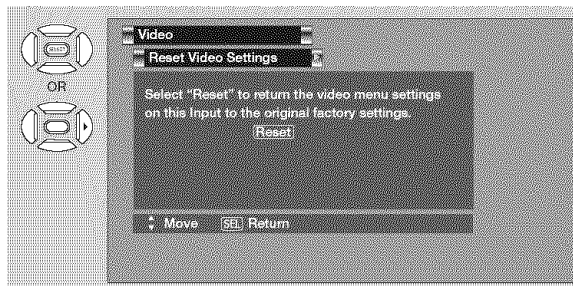 Video
Reset Video Settings
SELECT
OR
Select “Reset” to return the video menu settings
on this Input to the original factory settings.
Reset
Move SEL Return